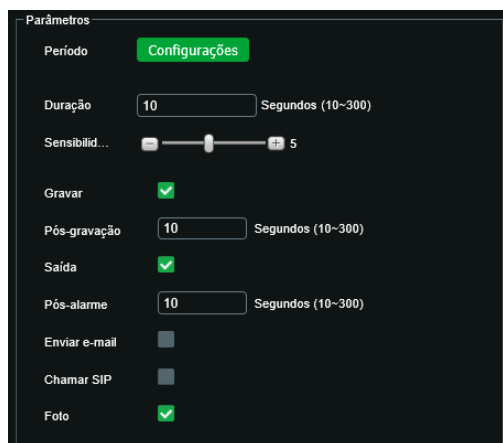 Parâmetros
Período Configurações
Duração 10 Segundos (10~300)
Sensibilid... 5
Gravar
Pós-gravação 10 Segundos (10~300)
Saída
Pós-alarme 10 Segundos (10~300)
Enviar e-mail
Chamar SIP
Foto